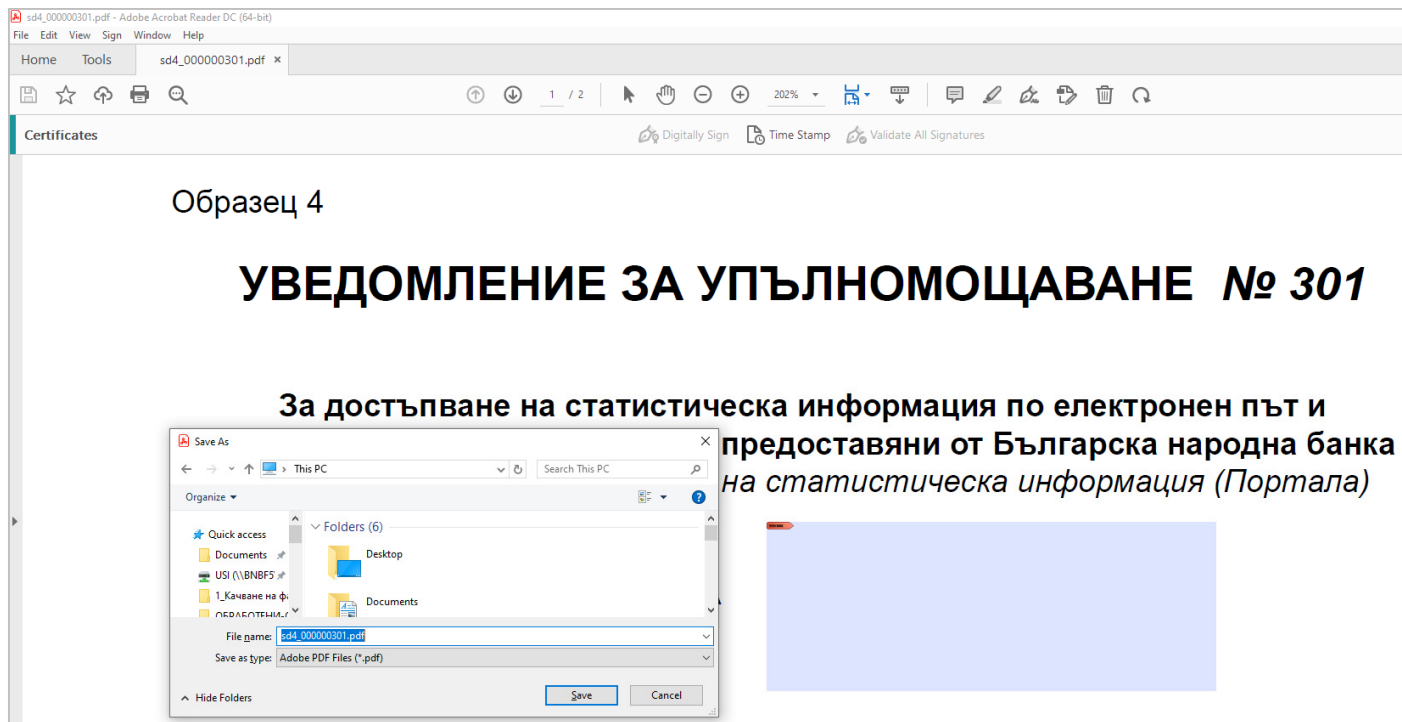 sd4_000000301.pdf - Adobe Acrobat Reader DC (64-bit)
File Edit View Sign Window Help
Home Tools sd4_000000301.pdf ×
1 / 2 202%
Certificates Digitally Sign Time Stamp Validate All Signatures
Образец 4
УВЕДОМЛЕНИЕ ЗА УПЪЛНОМОЩАВАНЕ № 301
За достъпване на статистическа информация по електронен път и
предоставяни от Българска народна банка
на статистическа информация (Портала)
Save As
This PC Search This PC
Organize
Quick access
Documents
USI (\\BNBF5
1_Качване на
Folders (6)
Desktop
Documents
File name: sd4_000000301.pdf
Save as type: Adobe PDF Files (*.pdf)
Hide Folders Save Cancel